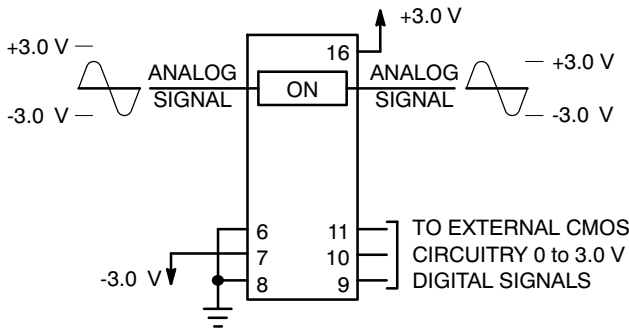 +3.0 V
16
+3.0 V
-3.0 V
ANALOG
SIGNAL
ON
ANALOG
SIGNAL
+3.0 V
-3.0 V
6
7
8
-3.0 V
11
10
9
TO EXTERNAL CMOS
CIRCUITRY 0 to 3.0 V
DIGITAL SIGNALS